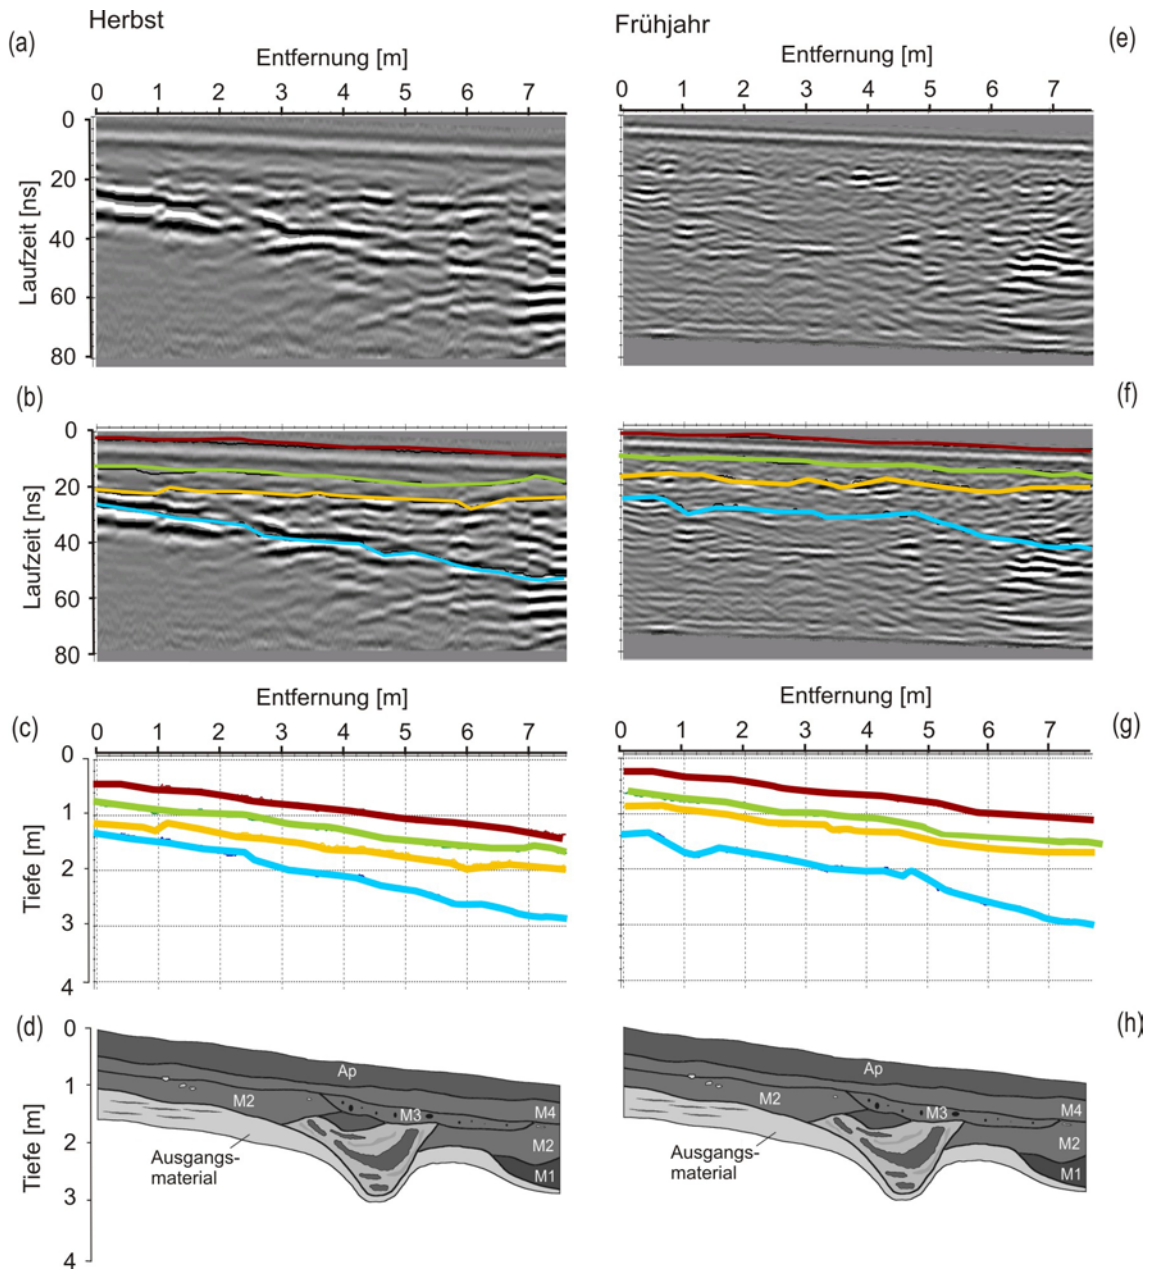 Herbst
Frühjahr
(a)
(e)
Entfernung [m]
Entfernung [m]
0 1 2 3 4 5 6 7
0 1 2 3 4 5 6 7
Laufzeit [ns]
0
20
40
60
80
(b)
(f)
Laufzeit [ns]
0
20
40
60
80
Entfernung [m]
Entfernung [m]
(c)
(g)
0 1 2 3 4 5 6 7
0 1 2 3 4 5 6 7
Tiefe [m]
0
1
2
3
4
(d)
(h)
Tiefe [m]
0
1
2
3
4
Ap
M4
M3
M2
M2
M1
Ausgangs-
material
Ap
M4
M3
M2
M2
M1
Ausgangs-
material